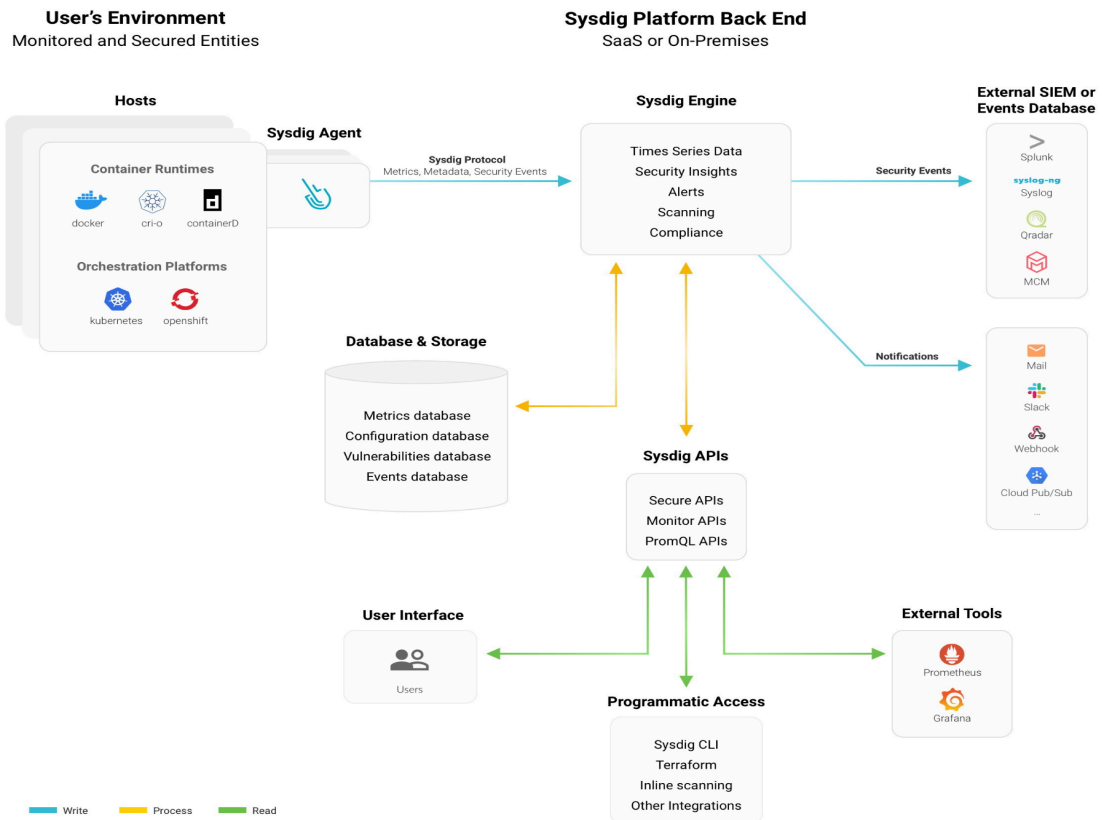 User's Environment
Monitored and Secured Entities
Sysdig Platform Back End
SaaS or On-Premises
Hosts
Container Runtimes
docker
cri-o
containerD
Orchestration Platforms
kubernetes
openshift
Sysdig Agent
Sysdig Protocol
Metrics, Metadata, Security Events
Sysdig Engine
Times Series Data
Security Insights
Alerts
Scanning
Compliance
Security Events
External SIEM or
Events Database
Splunk
syslog-ng
Syslog
Qradar
MCM
Notifications
Mail
Slack
Webhook
Cloud Pub/Sub
...
Database & Storage
Metrics database
Configuration database
Vulnerabilities database
Events database
Sysdig APIs
Secure APIs
Monitor APIs
PromQL APIs
User Interface
Users
Programmatic Access
Sysdig CLI
Terraform
Inline scanning
Other Integrations
External Tools
Prometheus
Grafana
Write
Process
Read